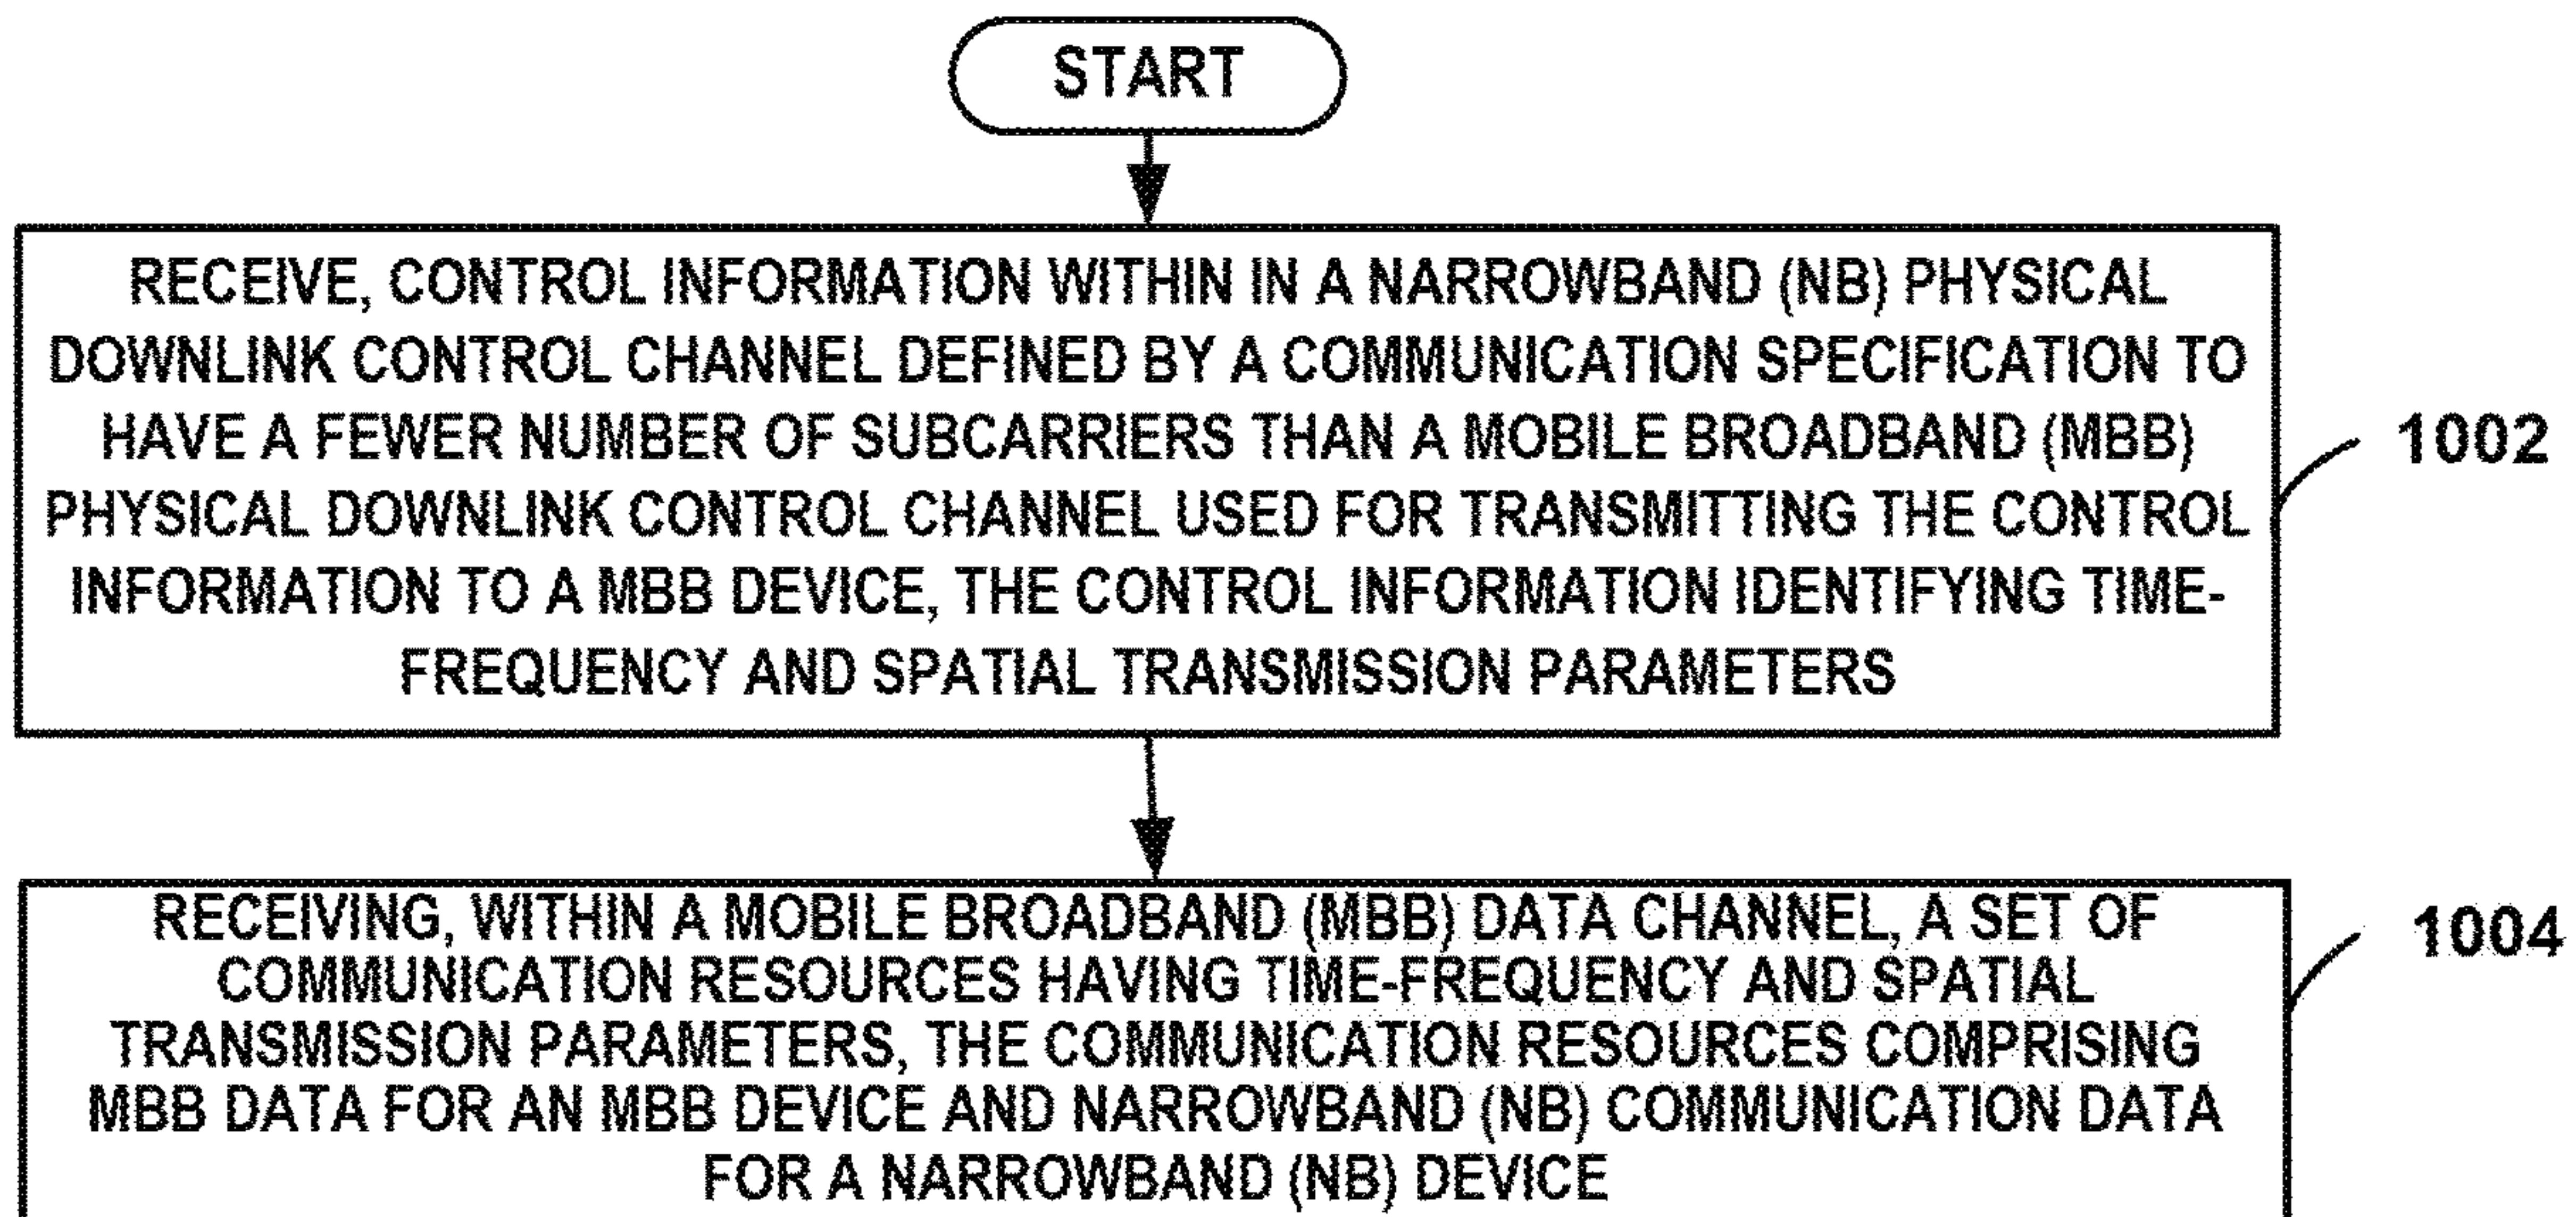 START
RECEIVE, CONTROL INFORMATION WITHIN IN A NARROWBAND (NB) PHYSICAL
DOWNLINK CONTROL CHANNEL DEFINED BY A COMMUNICATION SPECIFICATION TO
HAVE A FEWER NUMBER OF SUBCARRIERS THAN A MOBILE BROADBAND (MBB)
PHYSICAL DOWNLINK CONTROL CHANNEL USED FOR TRANSMITTING THE CONTROL
INFORMATION TO A MBB DEVICE, THE CONTROL INFORMATION IDENTIFYING TIME-
FREQUENCY AND SPATIAL TRANSMISSION PARAMETERS
1002
RECEIVING, WITHIN A MOBILE BROADBAND (MBB) DATA CHANNEL, A SET OF
COMMUNICATION RESOURCES HAVING TIME-FREQUENCY AND SPATIAL
TRANSMISSION PARAMETERS, THE COMMUNICATION RESOURCES COMPRISING
MBB DATA FOR AN MBB DEVICE AND NARROWBAND (NB) COMMUNICATION DATA
FOR A NARROWBAND (NB) DEVICE
1004